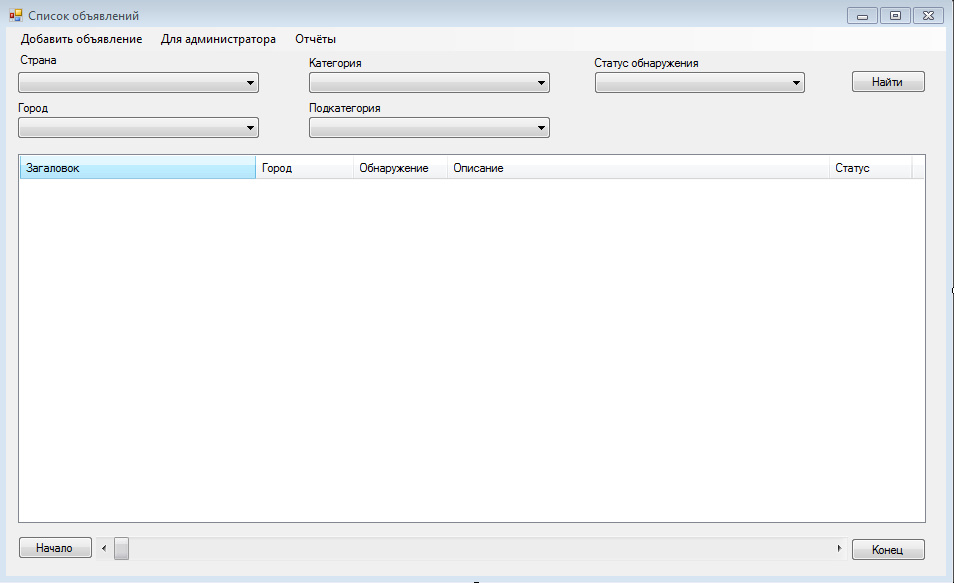 Список объявлений
Добавить объявление Для администратора Отчёты
Страна Категория Статус обнаружения
Найти
Город Подкатегория
Загаловок Город Обнаружение Описание Статус
Начало Конец